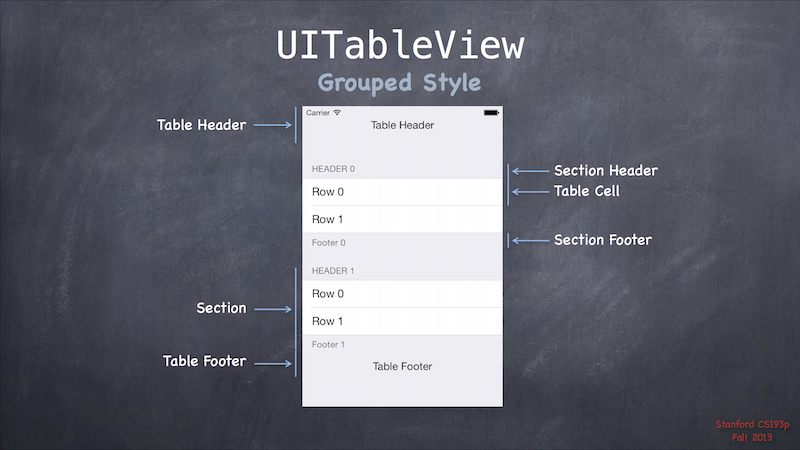 UITableView
Grouped Style
Carrier
Table Header
Table Header
HEADER 0
Section Header
Row 0
Table Cell
Row 1
Footer 0
Section Footer
HEADER 1
Row 0
Section
Row 1
Footer 1
Table Footer
Table Footer
Stanford CS193p
Fall 2013